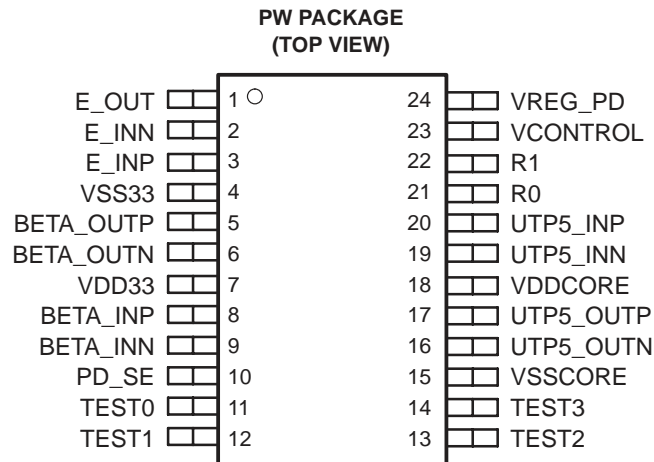 PW PACKAGE
(TOP VIEW)
E_OUT 1 24 VREG_PD
E_INN 2 23 VCONTROL
E_INP 3 22 R1
VSS33 4 21 R0
BETA_OUTP 5 20 UTP5_INP
BETA_OUTN 6 19 UTP5_INN
VDD33 7 18 VDDCORE
BETA_INP 8 17 UTP5_OUTP
BETA_INN 9 16 UTP5_OUTN
PD_SE 10 15 VSSCORE
TEST0 11 14 TEST3
TEST1 12 13 TEST2